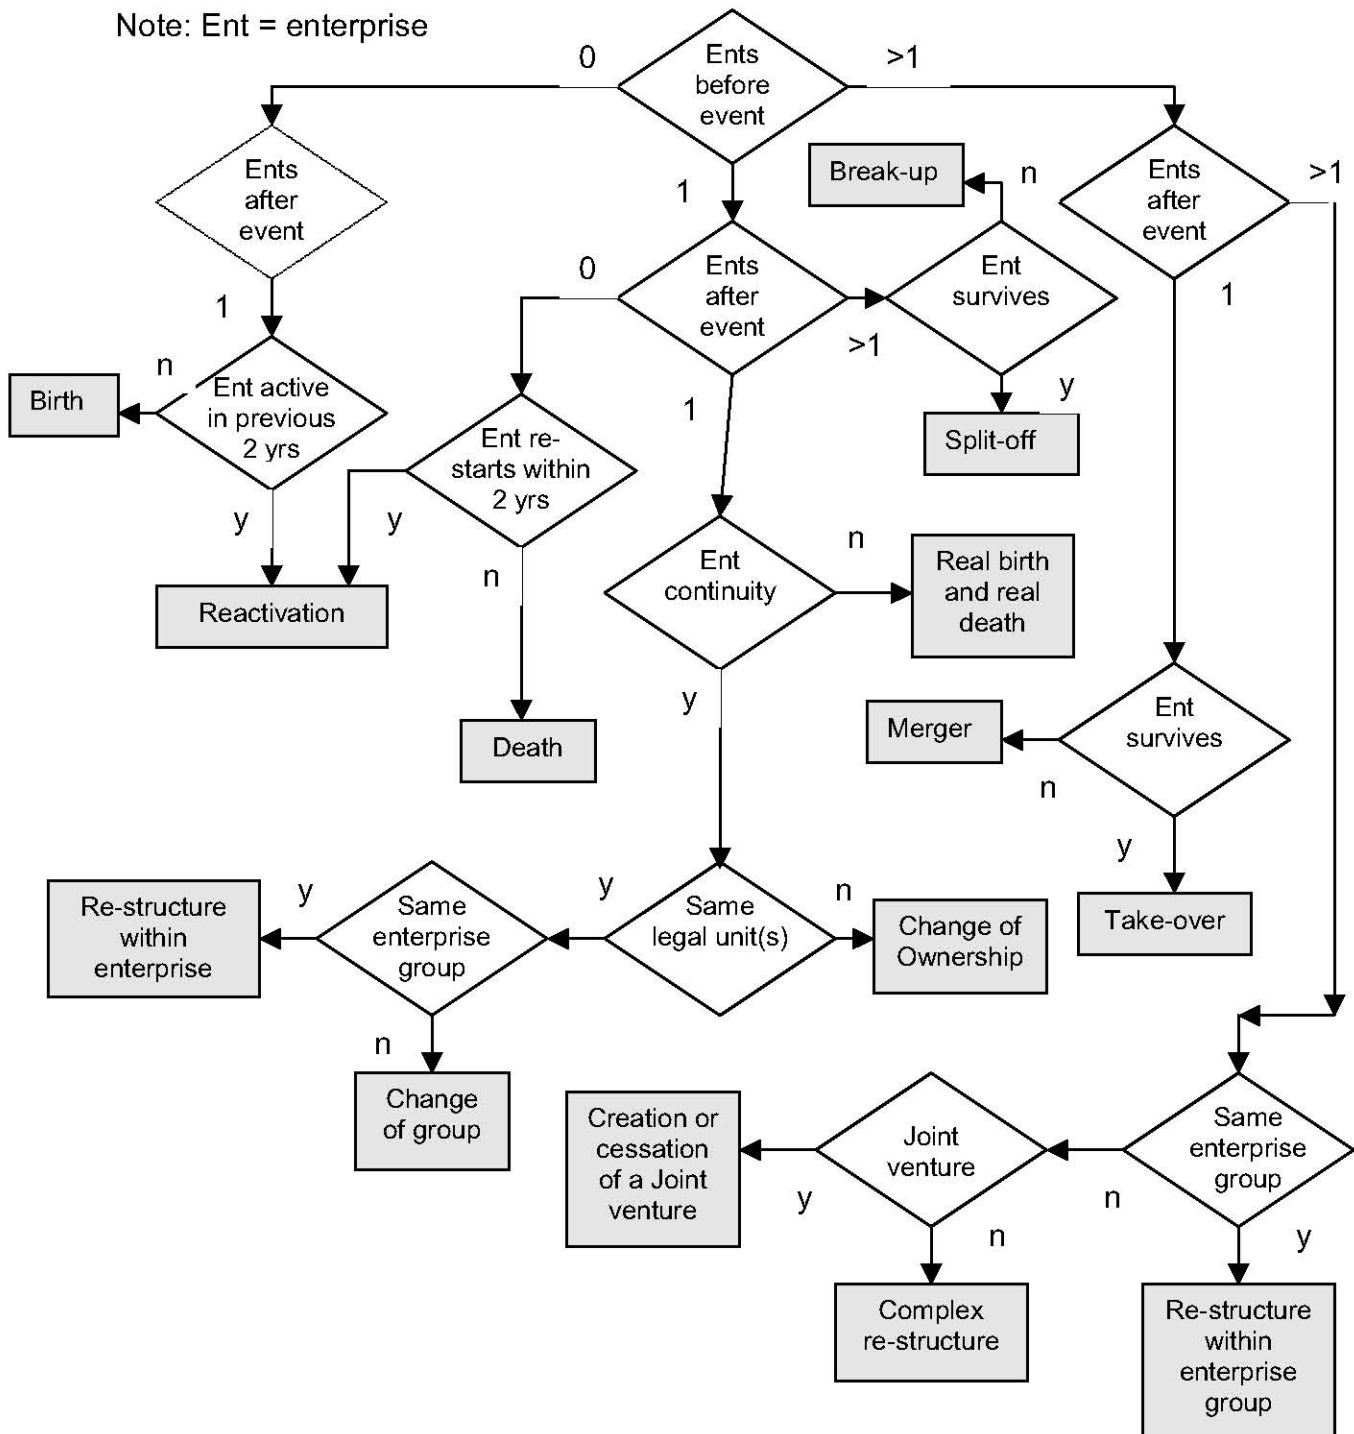 Note: Ent = enterprise
0
Ents
before
event
>1
Ents
after
event
Break-up
n
Ents
after
event
>1
1
0
Ents
after
event
Ent
survives
1
1
>1
n
Ent active
in previous
2 yrs
Birth
y
1
Split-off
Ent re-
starts within
2 yrs
y
y
n
Ent
continuity
n
Real birth
and real
death
Reactivation
y
Merger
Ent
survives
Death
n
y
Re-structure
within
enterprise
y
Same
enterprise
group
y
Same
legal unit(s)
n
Change of
Ownership
Take-over
n
Change
of group
Creation or
cessation
of a Joint
venture
Joint
venture
Same
enterprise
group
y
n
n
y
Complex
re-structure
Re-structure
within
enterprise
group